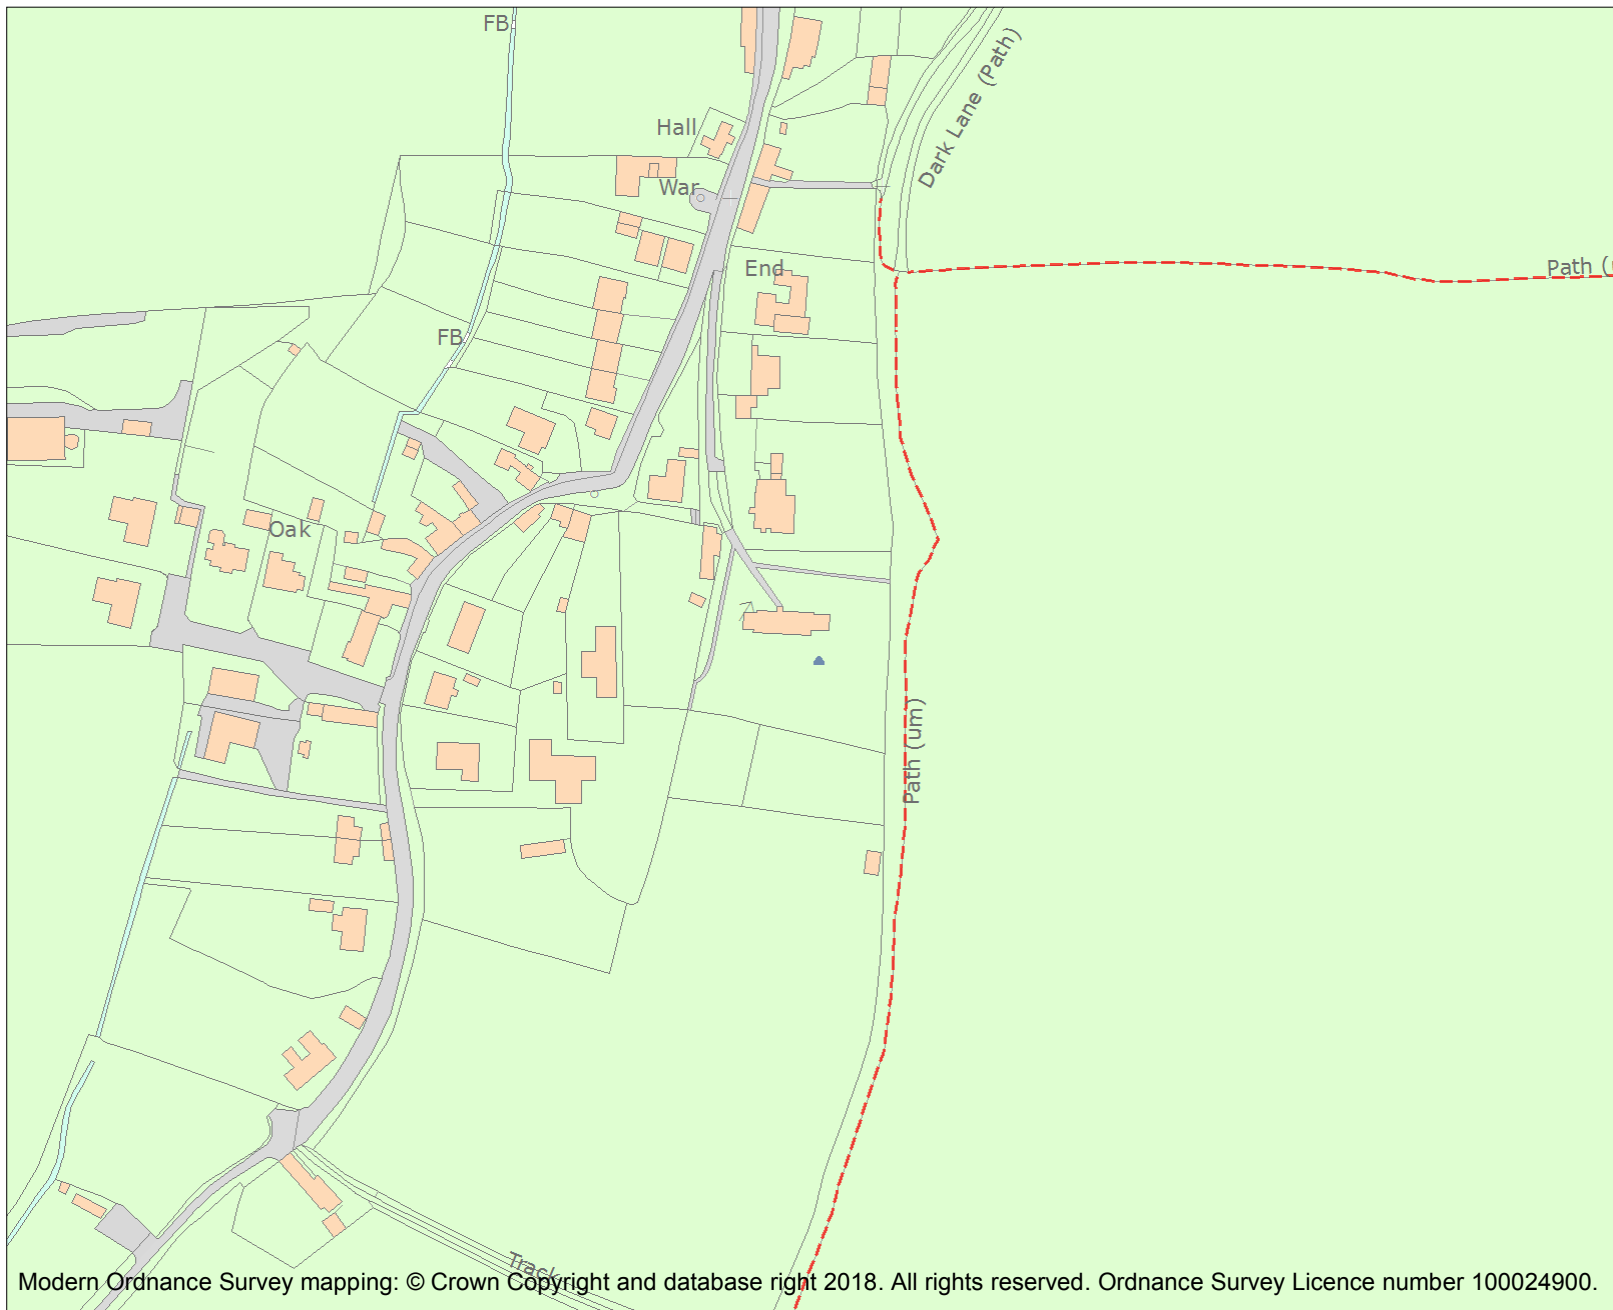 FB
Dark Lane (Path)
Hall
War
End
Path (
FB
Oak
Path (um)
Track
Modern Ordnance Survey mapping: © Crown Copyright and database right 2018. All rights reserved. Ordnance Survey Licence number 100024900.